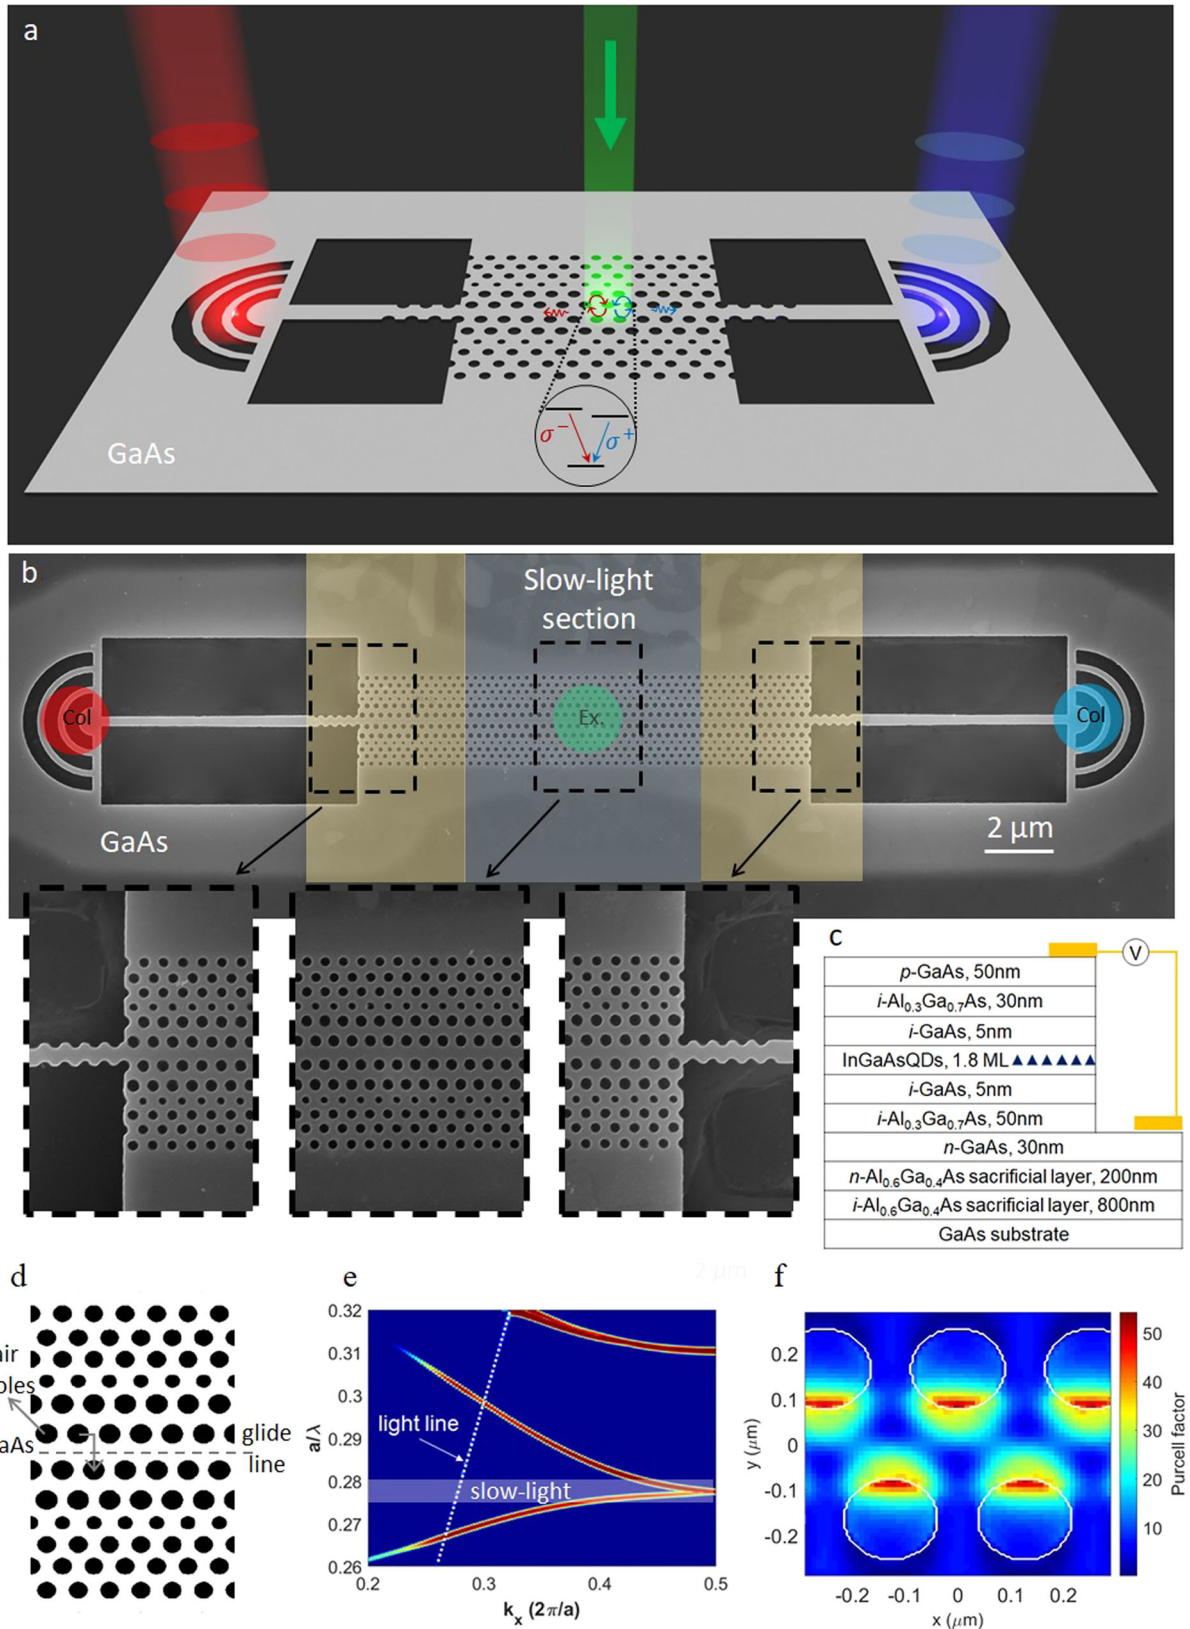 a
σ⁻
σ⁺
GaAs
b
Slow-light
section
Col
Ex.
Col
GaAs
2 μm
c
V
p-GaAs, 50nm
i-Al0.3Ga0.7As, 30nm
i-GaAs, 5nm
InGaAsQDs, 1.8 ML
i-GaAs, 5nm
i-Al0.3Ga0.7As, 50nm
n-GaAs, 30nm
n-Al0.6Ga0.4As sacrificial layer, 200nm
i-Al0.6Ga0.4As sacrificial layer, 800nm
GaAs substrate
2 μm
d
air
oles
aAs
glide
line
e
0.32
0.31
0.3
0.29
0.28
0.27
0.26
a/λ
light line
slow-light
0.2
0.3
0.4
0.5
kx (2π/a)
f
0.2
0.1
0
-0.1
-0.2
y (μm)
-0.2
-0.1
0
0.1
0.2
x (μm)
50
40
30
20
10
Purcell factor